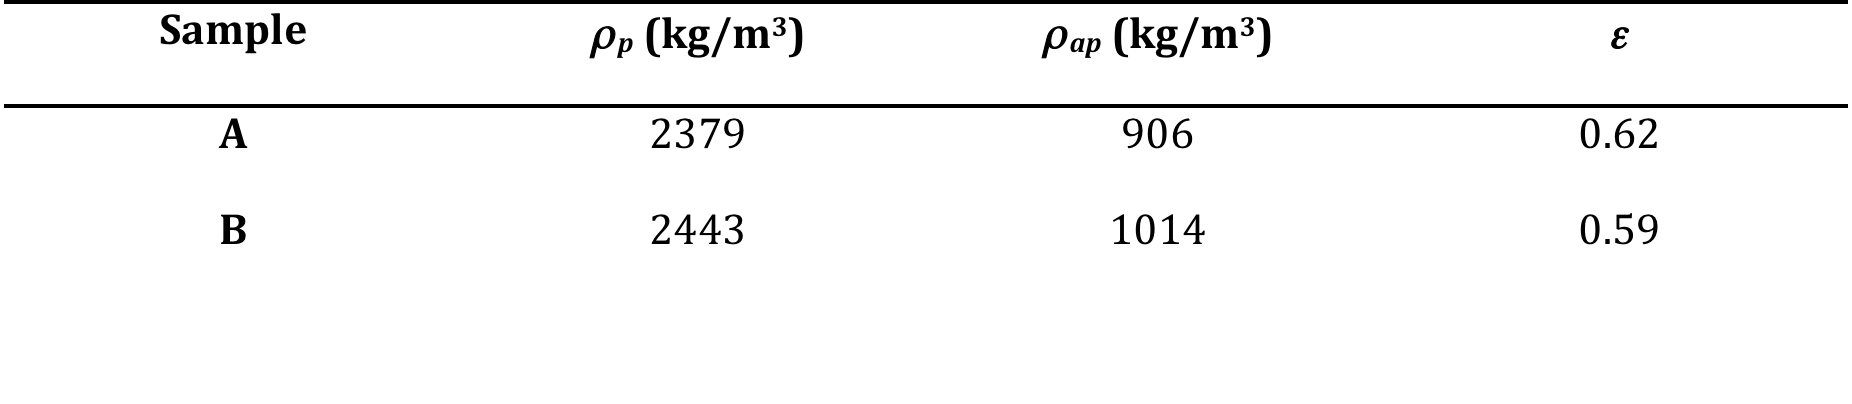 Sample ρp (kg/m³) ρap (kg/m³) ε
A 2379 906 0.62
B 2443 1014 0.59